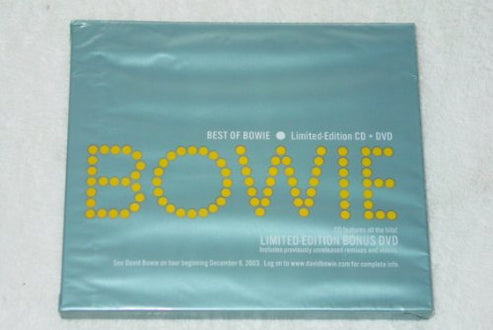 BEST OF BOWIE ● Limited-Edition CD + DVD
BOWIE
CD features all the hits!
LIMITED-EDITION BONUS DVD
Includes previously unreleased remixes and videos.
See David Bowie on tour beginning December 6, 2003. Log on to www.davidbowie.com for complete info.